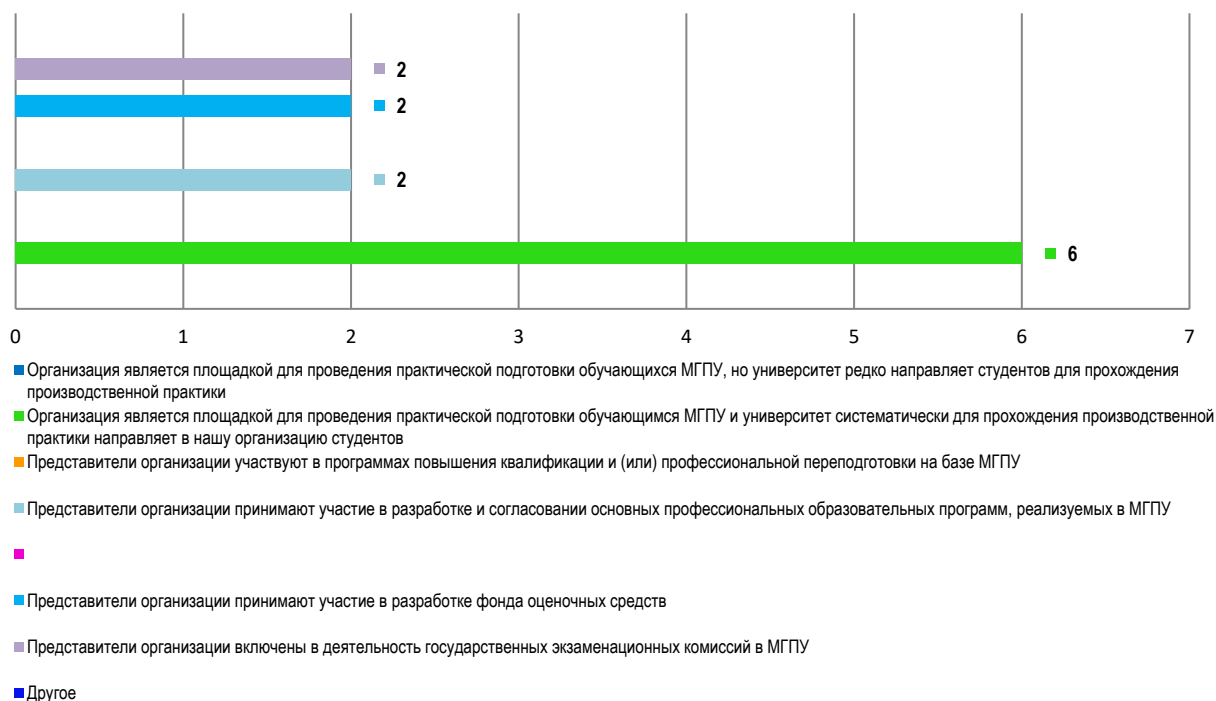 2
2
2
6
0 1 2 3 4 5 6 7
Организация является площадкой для проведения практической подготовки обучающихся МГПУ, но университет редко направляет студентов для прохождения
производственной практики
Организация является площадкой для проведения практической подготовки обучающимся МГПУ и университет систематически для прохождения производственной
практики направляет в нашу организацию студентов
Представители организации участвуют в программах повышения квалификации и (или) профессиональной переподготовки на базе МГПУ
Представители организации принимают участие в разработке и согласовании основных профессиональных образовательных программ, реализуемых в МГПУ
Представители организации принимают участие в разработке фонда оценочных средств
Представители организации включены в деятельность государственных экзаменационных комиссий в МГПУ
Другое